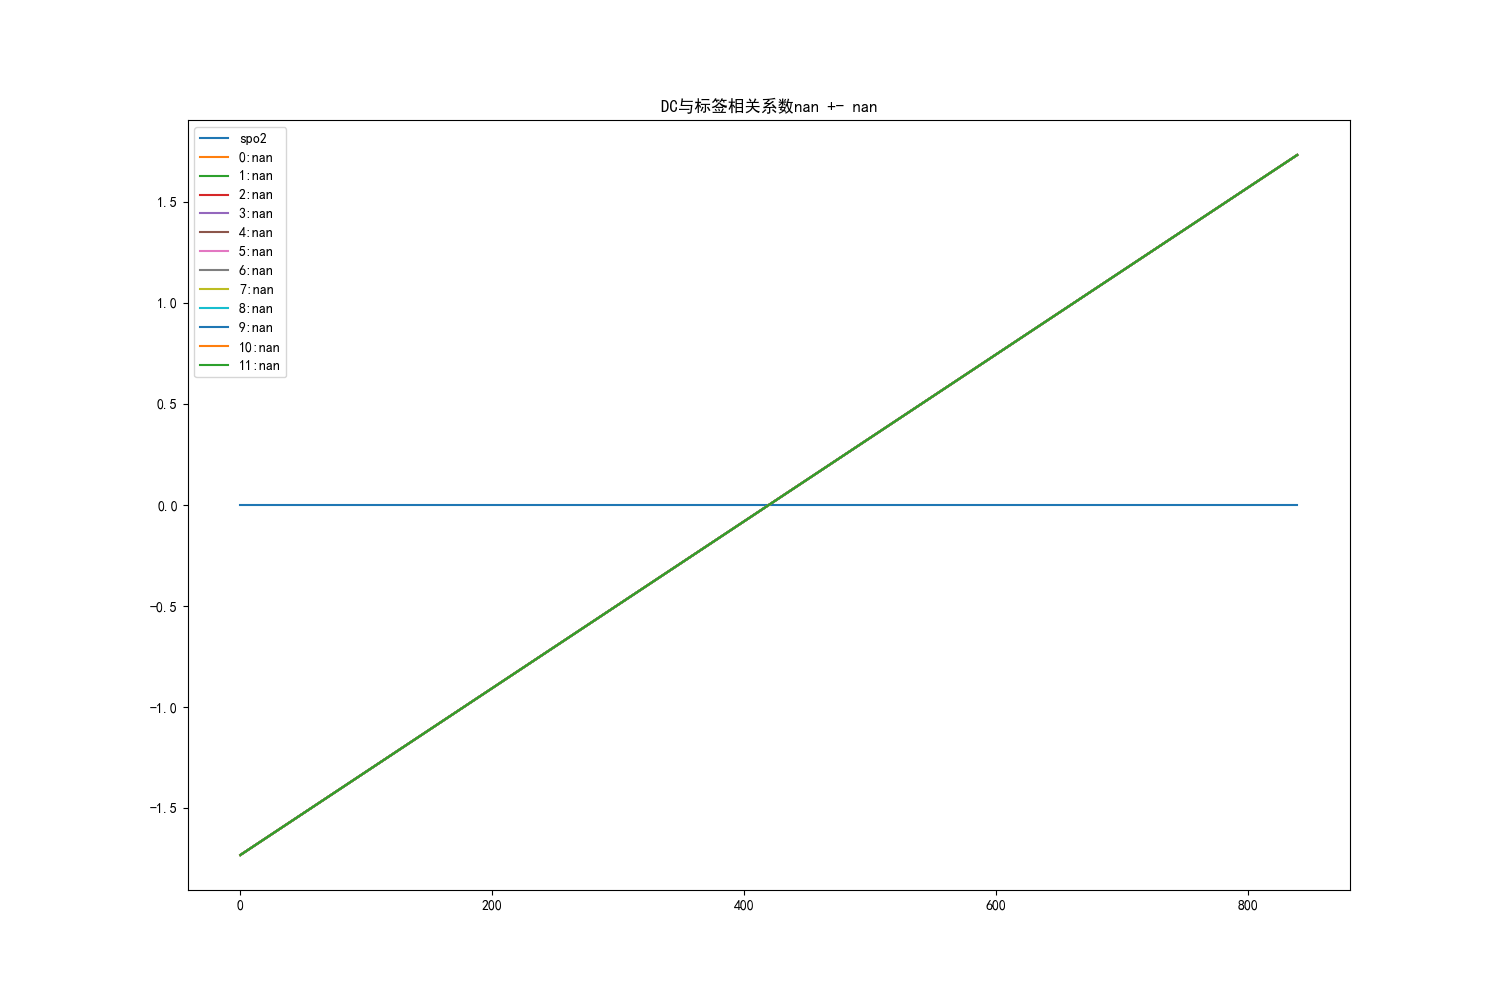 DC与标签相关系数nan +- nan
spo2
0:nan
1:nan
2:nan
3:nan
4:nan
5:nan
6:nan
7:nan
8:nan
9:nan
10:nan
11:nan
1.5
1.0
0.5
0.0
−0.5
−1.0
−1.5
0
200
400
600
800